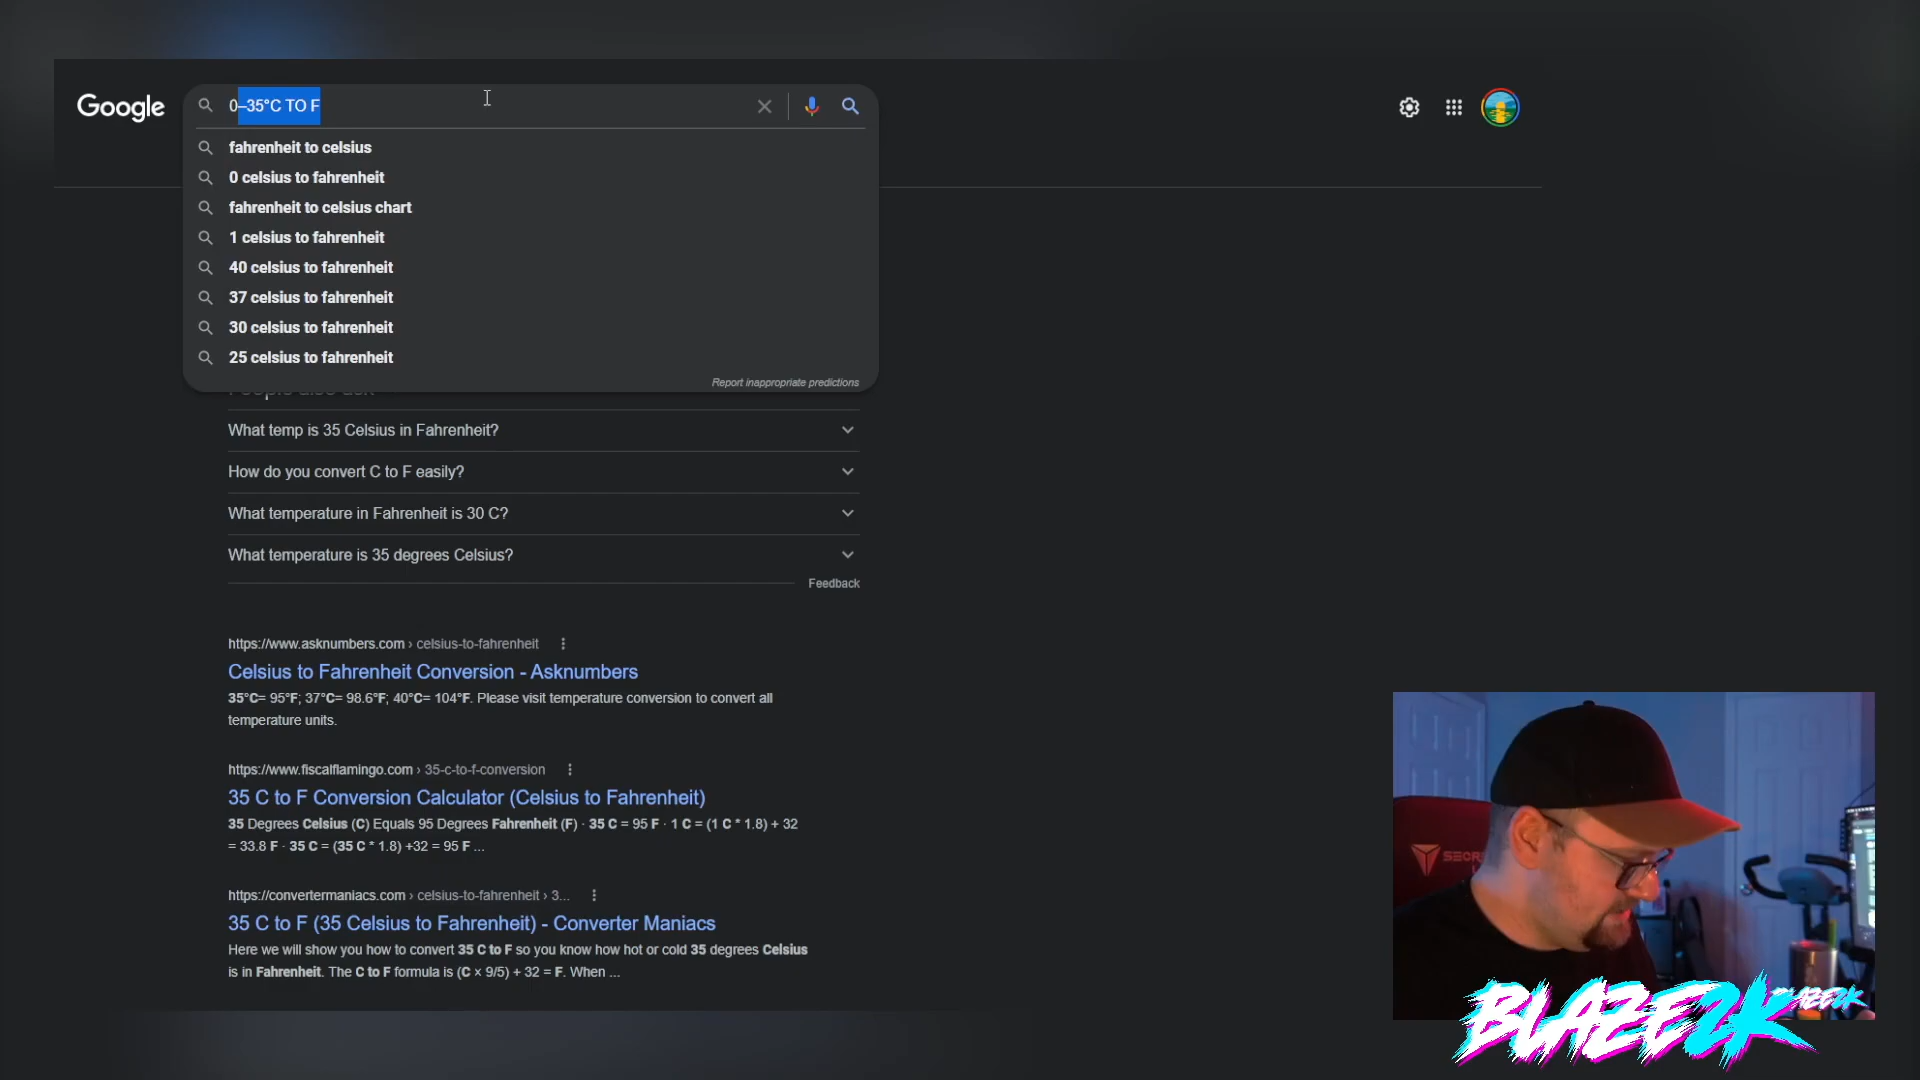 Google
0–35°C TO F
fahrenheit to celsius
0 celsius to fahrenheit
fahrenheit to celsius chart
1 celsius to fahrenheit
40 celsius to fahrenheit
37 celsius to fahrenheit
30 celsius to fahrenheit
25 celsius to fahrenheit
Report inappropriate predictions
People also ask
What temp is 35 Celsius in Fahrenheit?
How do you convert C to F easily?
What temperature in Fahrenheit is 30 C?
What temperature is 35 degrees Celsius?
Feedback
https://www.asknumbers.com › celsius-to-fahrenheit
Celsius to Fahrenheit Conversion - Asknumbers
35°C= 95°F; 37°C= 98.6°F; 40°C= 104°F. Please visit temperature conversion to convert all
temperature units.
https://www.fiscalflamingo.com › 35-c-to-f-conversion
35 C to F Conversion Calculator (Celsius to Fahrenheit)
35 Degrees Celsius (C) Equals 95 Degrees Fahrenheit (F) · 35 C = 95 F · 1 C = (1 C * 1.8) + 32
= 33.8 F · 35 C = (35 C * 1.8) +32 = 95 F ...
https://convertermaniacs.com › celsius-to-fahrenheit › 3...
35 C to F (35 Celsius to Fahrenheit) - Converter Maniacs
Here we will show you how to convert 35 C to F so you know how hot or cold 35 degrees Celsius
is in Fahrenheit. The C to F formula is (C × 9/5) + 32 = F. When ...
BLAZE2K
BLAZE2K